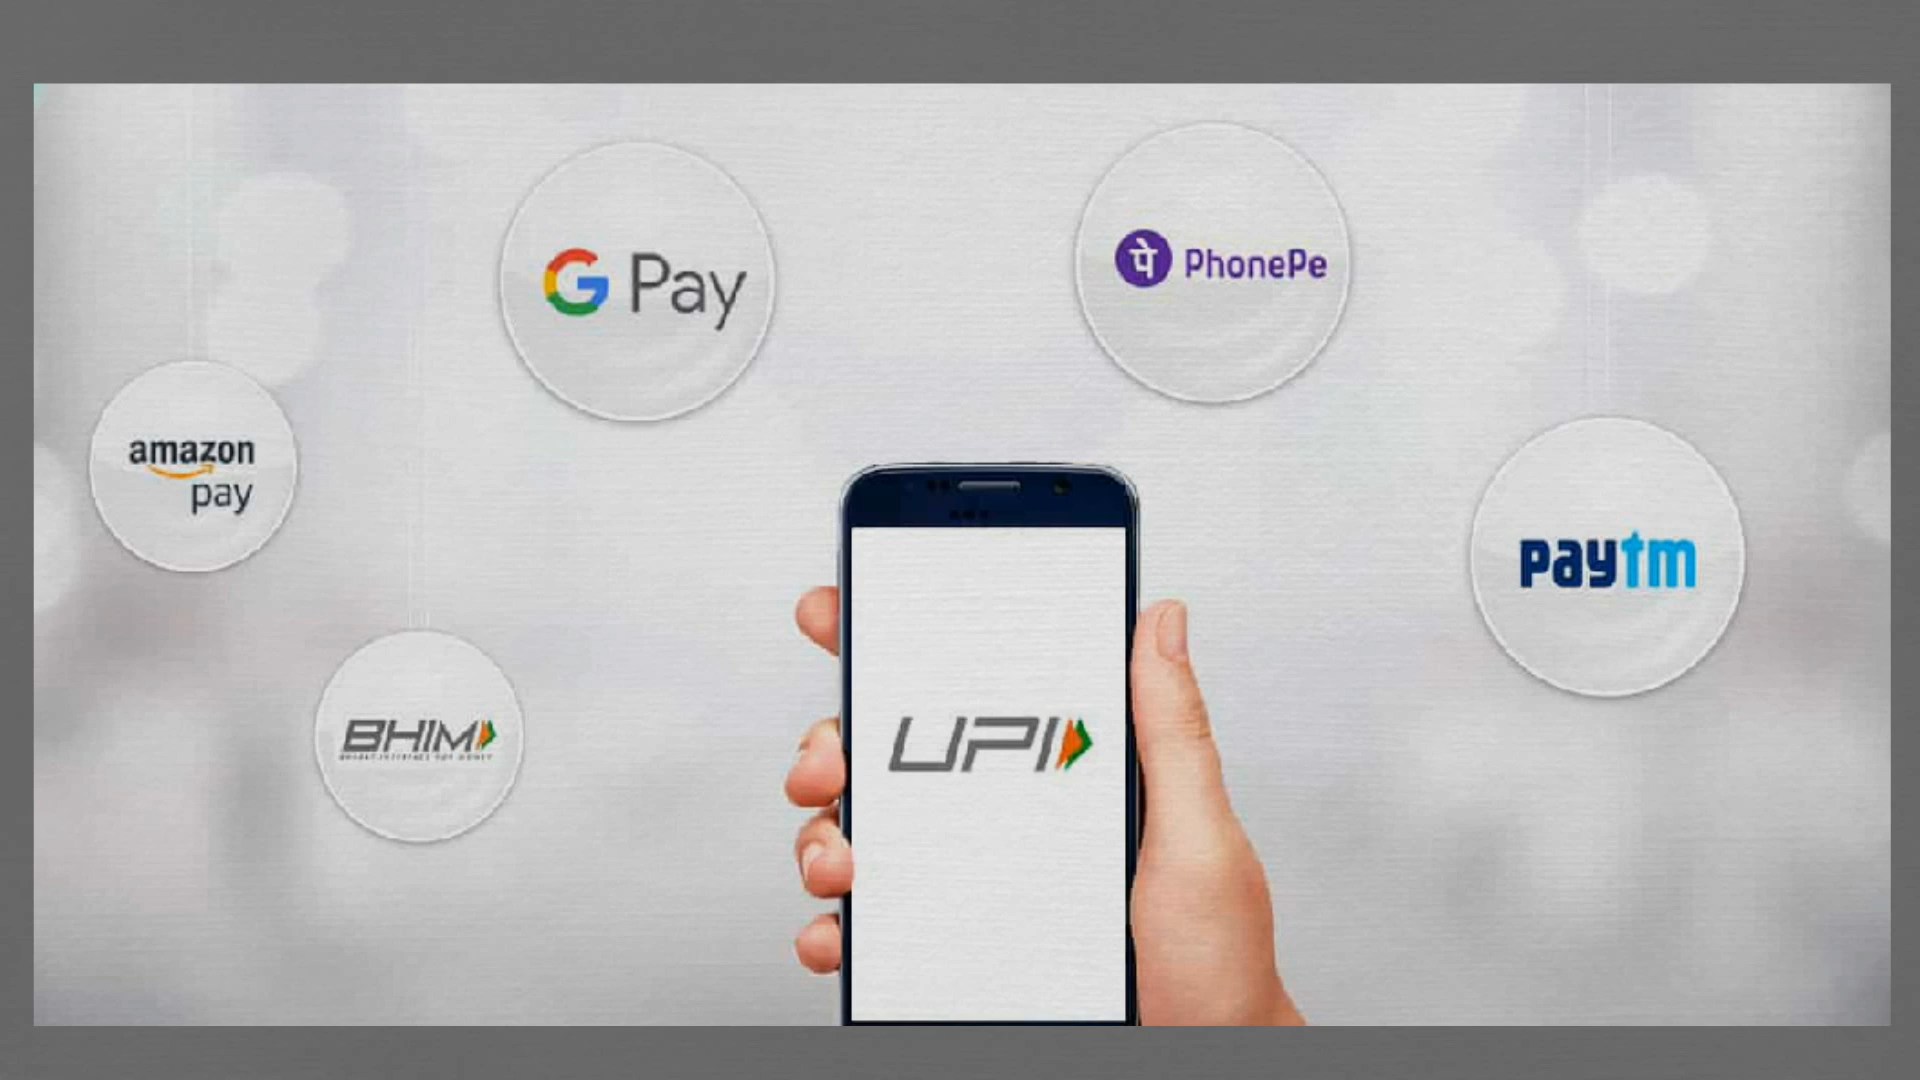 G Pay
पे PhonePe
amazon
pay
paytm
BHIM
UPI